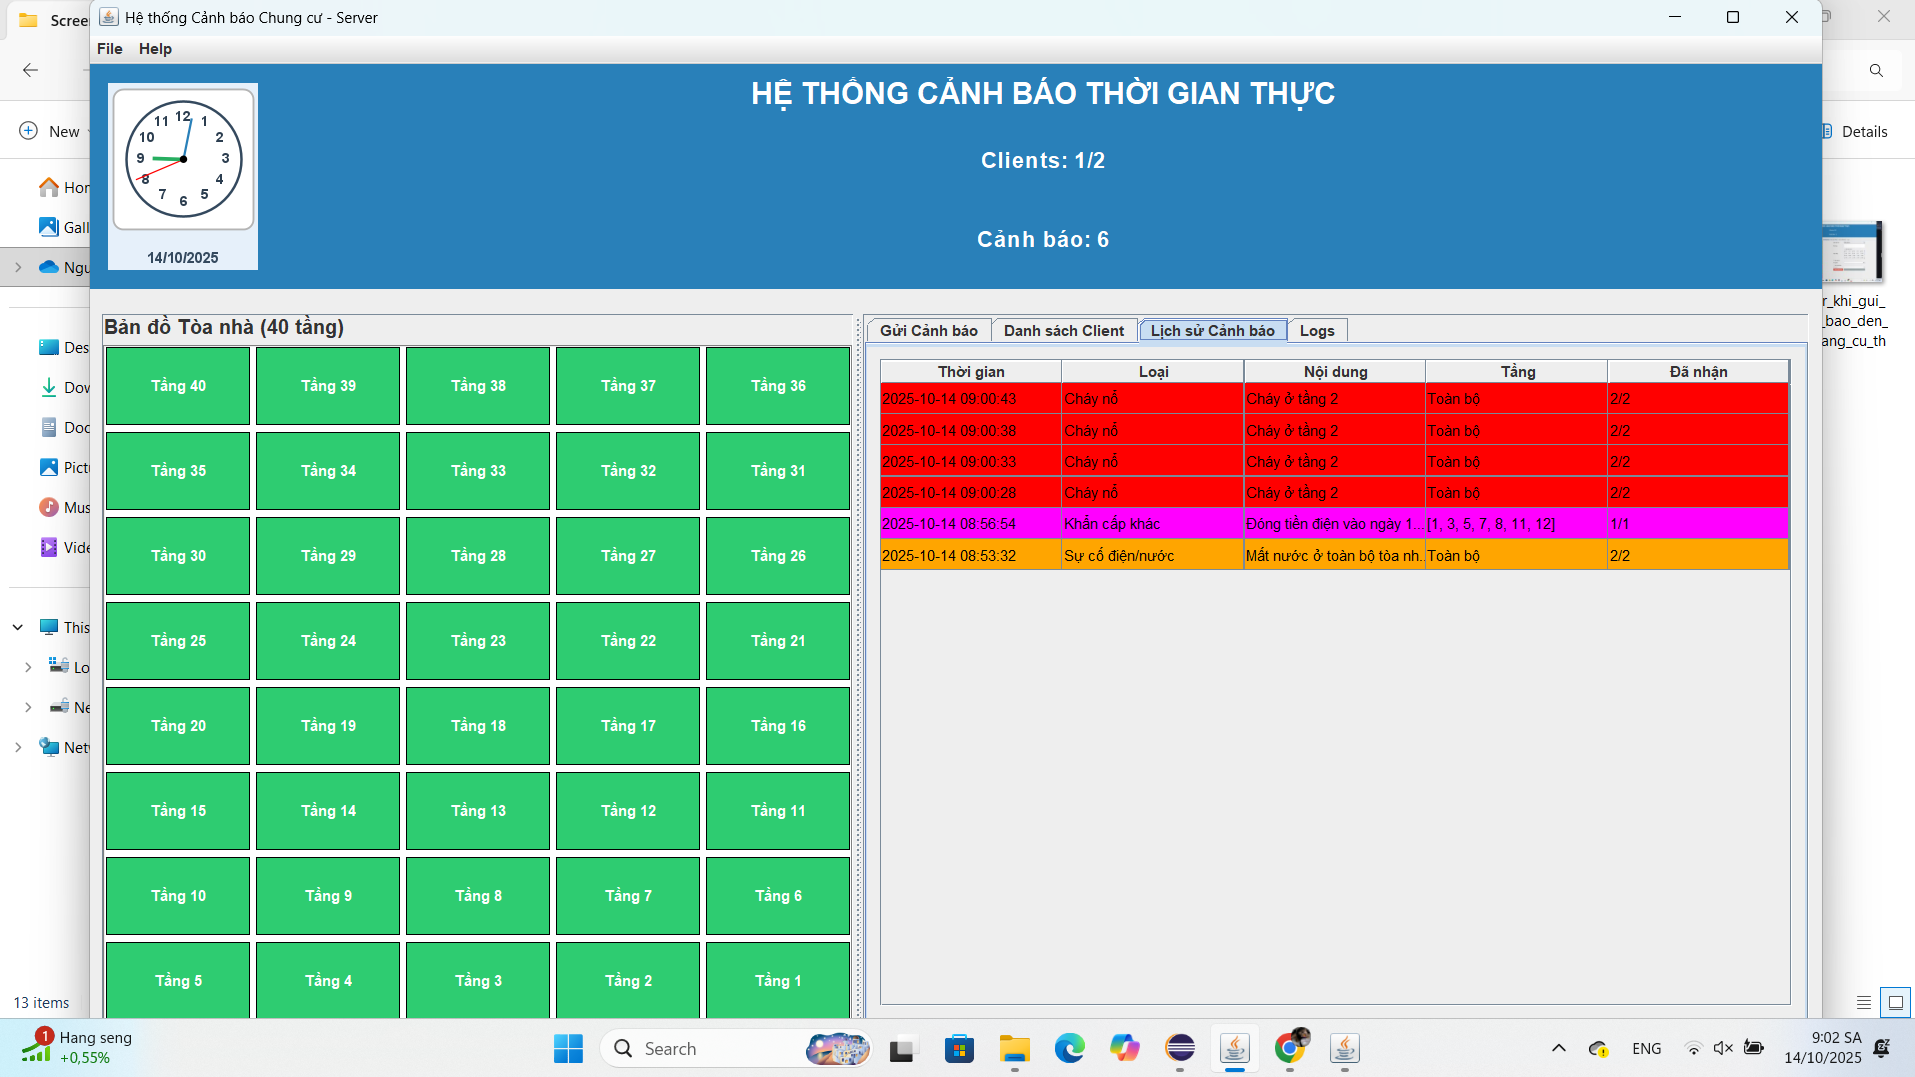 Scree
Hệ thống Cảnh báo Chung cư - Server
File Help
New
Details
HỆ THỐNG CẢNH BÁO THỜI GIAN THỰC
Clients: 1/2
Cảnh báo: 6
12
1
2
3
4
5
6
7
8
9
10
11
14/10/2025
Hor
Gall
Ngu
Des
Dov
Doc
Pictu
Mus
Vide
This
Lo
Ne
Netv
r_khi_gui_
_bao_den_
ang_cu_th
Bản đồ Tòa nhà (40 tầng)
Tầng 40 Tầng 39 Tầng 38 Tầng 37 Tầng 36
Tầng 35 Tầng 34 Tầng 33 Tầng 32 Tầng 31
Tầng 30 Tầng 29 Tầng 28 Tầng 27 Tầng 26
Tầng 25 Tầng 24 Tầng 23 Tầng 22 Tầng 21
Tầng 20 Tầng 19 Tầng 18 Tầng 17 Tầng 16
Tầng 15 Tầng 14 Tầng 13 Tầng 12 Tầng 11
Tầng 10 Tầng 9 Tầng 8 Tầng 7 Tầng 6
Tầng 5 Tầng 4 Tầng 3 Tầng 2 Tầng 1
Gửi Cảnh báo Danh sách Client Lịch sử Cảnh báo Logs
Thời gian Loại Nội dung Tầng Đã nhận
2025-10-14 09:00:43 Cháy nổ Cháy ở tầng 2 Toàn bộ 2/2
2025-10-14 09:00:38 Cháy nổ Cháy ở tầng 2 Toàn bộ 2/2
2025-10-14 09:00:33 Cháy nổ Cháy ở tầng 2 Toàn bộ 2/2
2025-10-14 09:00:28 Cháy nổ Cháy ở tầng 2 Toàn bộ 2/2
2025-10-14 08:56:54 Khẩn cấp khác Đóng tiền điện vào ngày 1... [1, 3, 5, 7, 8, 11, 12] 1/1
2025-10-14 08:53:32 Sự cố điện/nước Mất nước ở toàn bộ tòa nh... Toàn bộ 2/2
13 items
1
Hang seng
+0,55%
Search
ENG
9:02 SA
14/10/2025